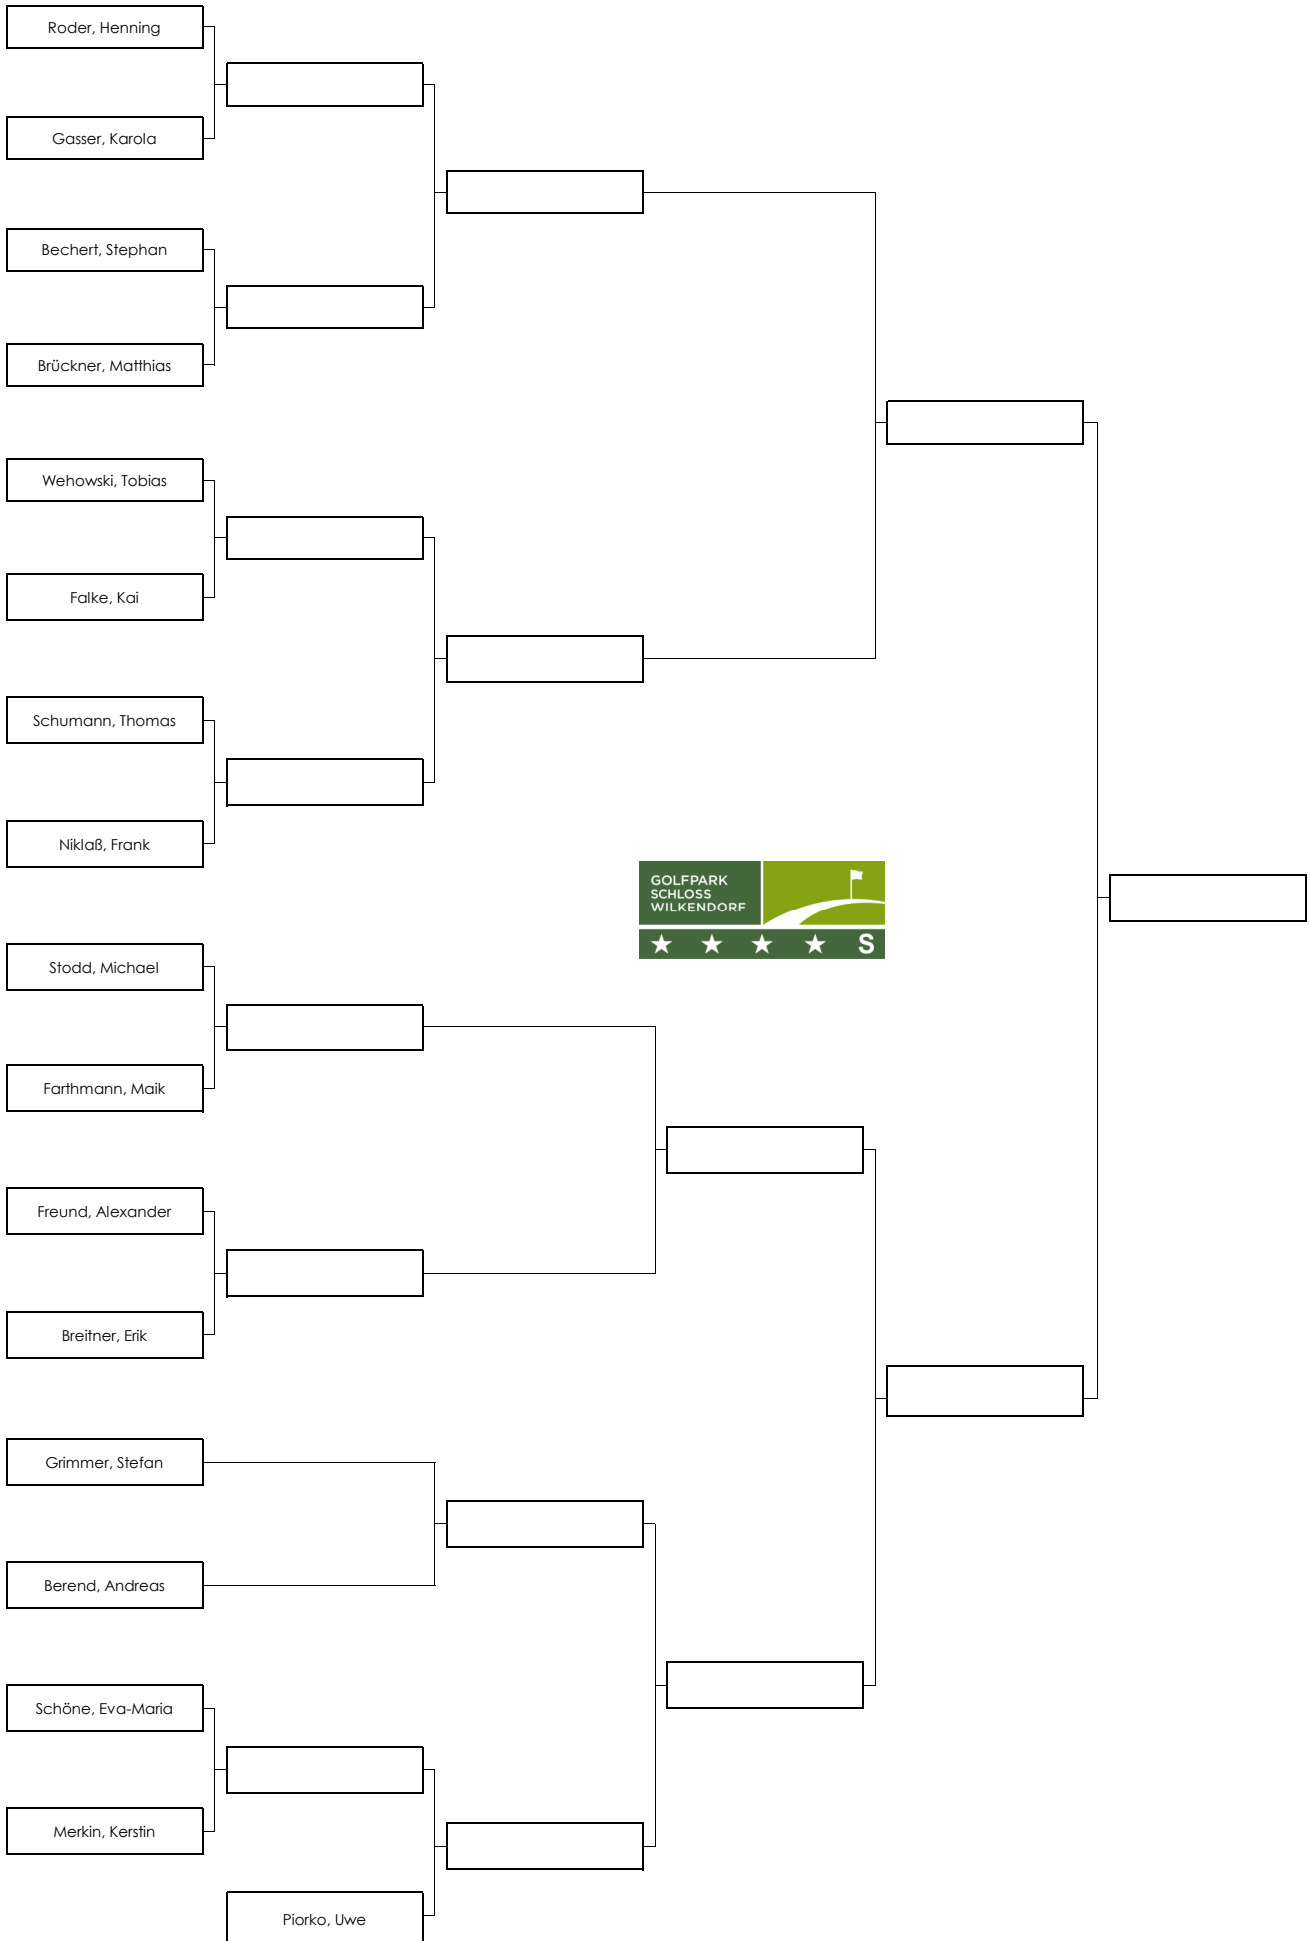 Roder, Henning
Gasser, Karola
Bechert, Stephan
Brückner, Matthias
Wehowski, Tobias
Falke, Kai
Schumann, Thomas
Niklaß, Frank
GOLFPARK
SCHLOSS
WILKENDORF
★ ★ ★ ★ S
Stodd, Michael
Farthmann, Maik
Freund, Alexander
Breitner, Erik
Grimmer, Stefan
Berend, Andreas
Schöne, Eva-Maria
Merkin, Kerstin
Piorko, Uwe